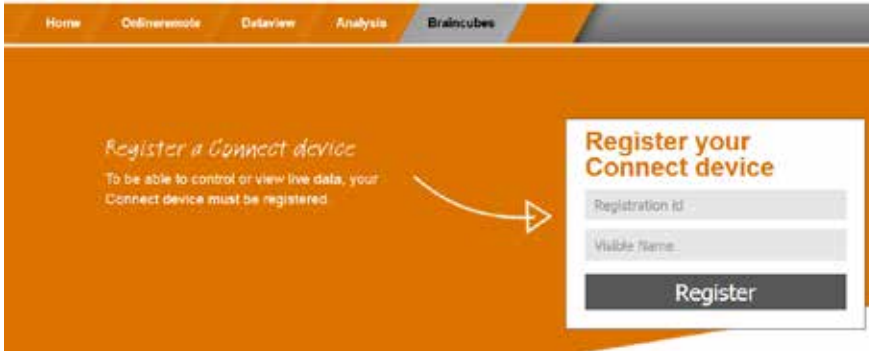 Home Onlineremote Dataview Analysis Braincubes
Register a Connect device
To be able to control or view live data, your
Connect device must be registered
Register your
Connect device
Registration Id
Visible Name
Register